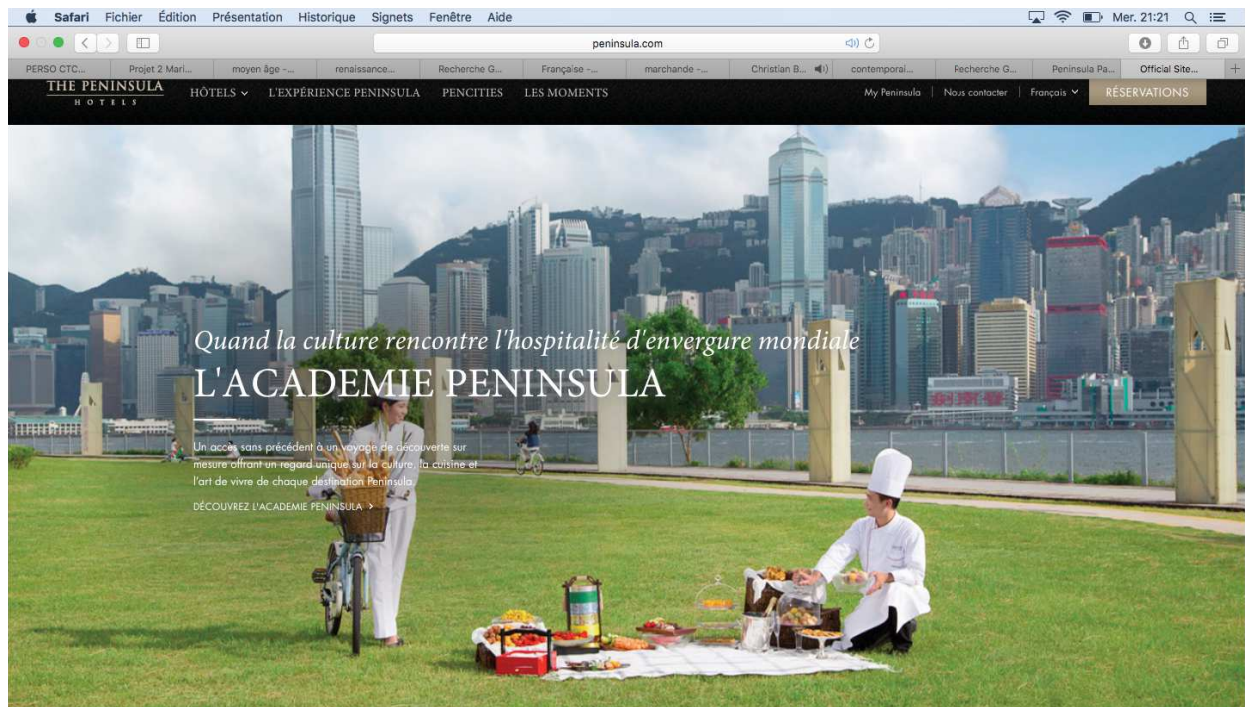 Safari Fichier Édition Présentation Historique Signets Fenêtre Aide Mer. 21:21
peninsula.com
PERSO CTC... Projet 2 Mari... moyen âge -... renaissance... Recherche G... Française -... marchande -... Christian B... contemporai... Recherche G... Peninsula Pa... Official Site...
THE PENINSULA
HOTELS
HÔTELS L'EXPÉRIENCE PENINSULA PENCITIES LES MOMENTS My Peninsula Nous contacter Français RÉSERVATIONS
Quand la culture rencontre l'hospitalité d'envergure mondiale
L'ACADEMIE PENINSULA
Un accès sans précédent à un voyage de découverte sur
mesure offrant un regard unique sur la culture, la cuisine et
l'art de vivre de chaque destination Peninsula.
DÉCOUVREZ L'ACADEMIE PENINSULA >